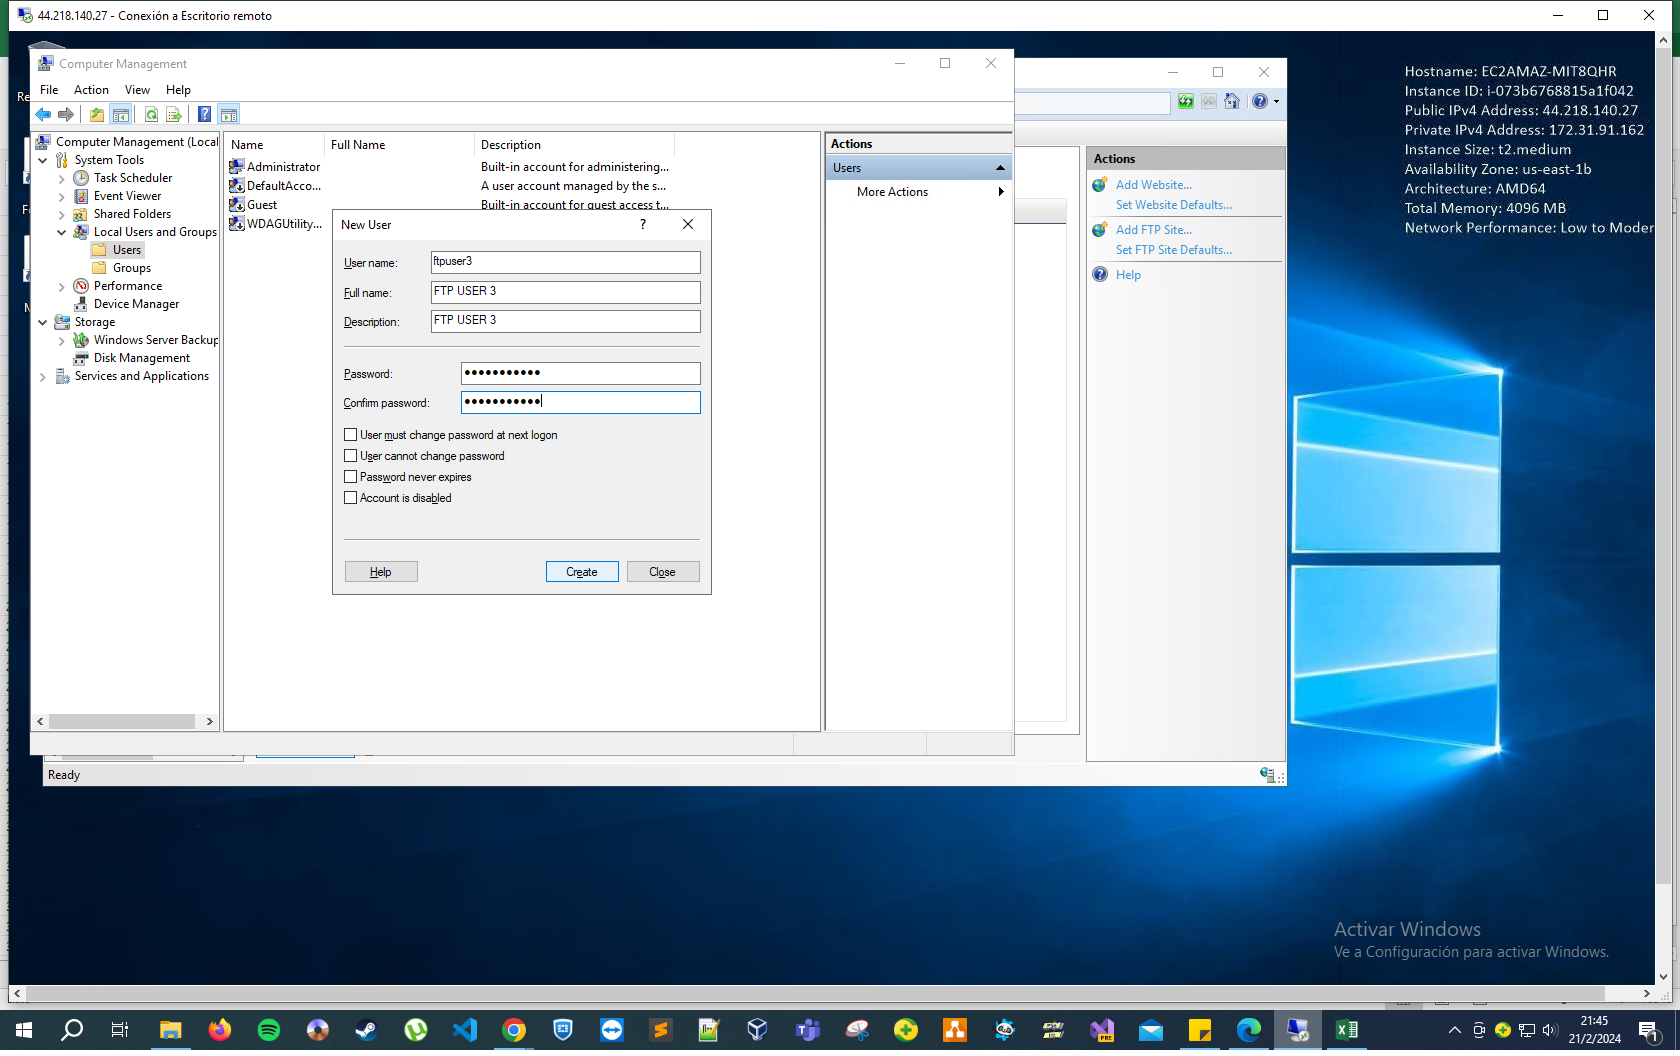 44.218.140.27 - Conexión a Escritorio remoto
Computer Management
File Action View Help
Computer Management (Local
System Tools
Task Scheduler
Event Viewer
Shared Folders
Local Users and Groups
Users
Groups
Performance
Device Manager
Storage
Windows Server Backup
Disk Management
Services and Applications
Name Full Name Description
Administrator Built-in account for administering...
DefaultAcco... A user account managed by the s...
Guest Built-in account for guest access t...
WDAGUtility...
Actions
Users
More Actions
New User
User name: ftpuser3
Full name: FTP USER 3
Description: FTP USER 3
Password:
Confirm password:
User must change password at next logon
User cannot change password
Password never expires
Account is disabled
Help Create Close
Actions
Add Website...
Set Website Defaults...
Add FTP Site...
Set FTP Site Defaults...
Help
Ready
Hostname: EC2AMAZ-MIT8QHR
Instance ID: i-073b6768815a1f042
Public IPv4 Address: 44.218.140.27
Private IPv4 Address: 172.31.91.162
Instance Size: t2.medium
Availability Zone: us-east-1b
Architecture: AMD64
Total Memory: 4096 MB
Network Performance: Low to Moder
Activar Windows
Ve a Configuración para activar Windows.
21:45
21/2/2024
1